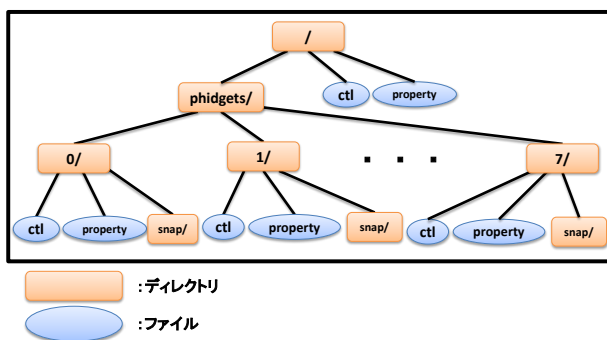 /
phidgets/
ctl
property
0/
1/
・ ・ ・
7/
ctl
property
snap/
ctl
property
snap/
ctl
property
snap/
:ディレクトリ
:ファイル